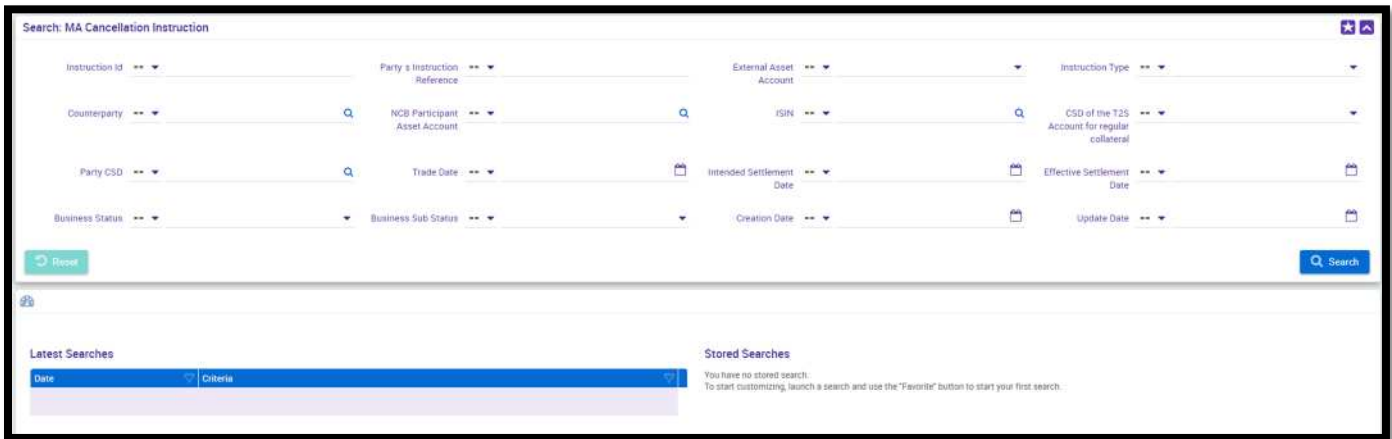 Search: MA Cancellation Instruction
Instruction Id -- Party s Instruction -- External Asset -- Instruction Type --
Reference Account
Counterparty -- NCB Participant -- ISIN -- CSD of the T2S --
Asset Account Account for regular
collateral
Party CSD -- Trade Date -- Intended Settlement -- Effective Settlement --
Date Date
Business Status -- Business Sub Status -- Creation Date -- Update Date --
Reset Search
Latest Searches Stored Searches
Date Criteria
You have no stored search.
To start customizing, launch a search and use the "Favorite" button to start your first search.